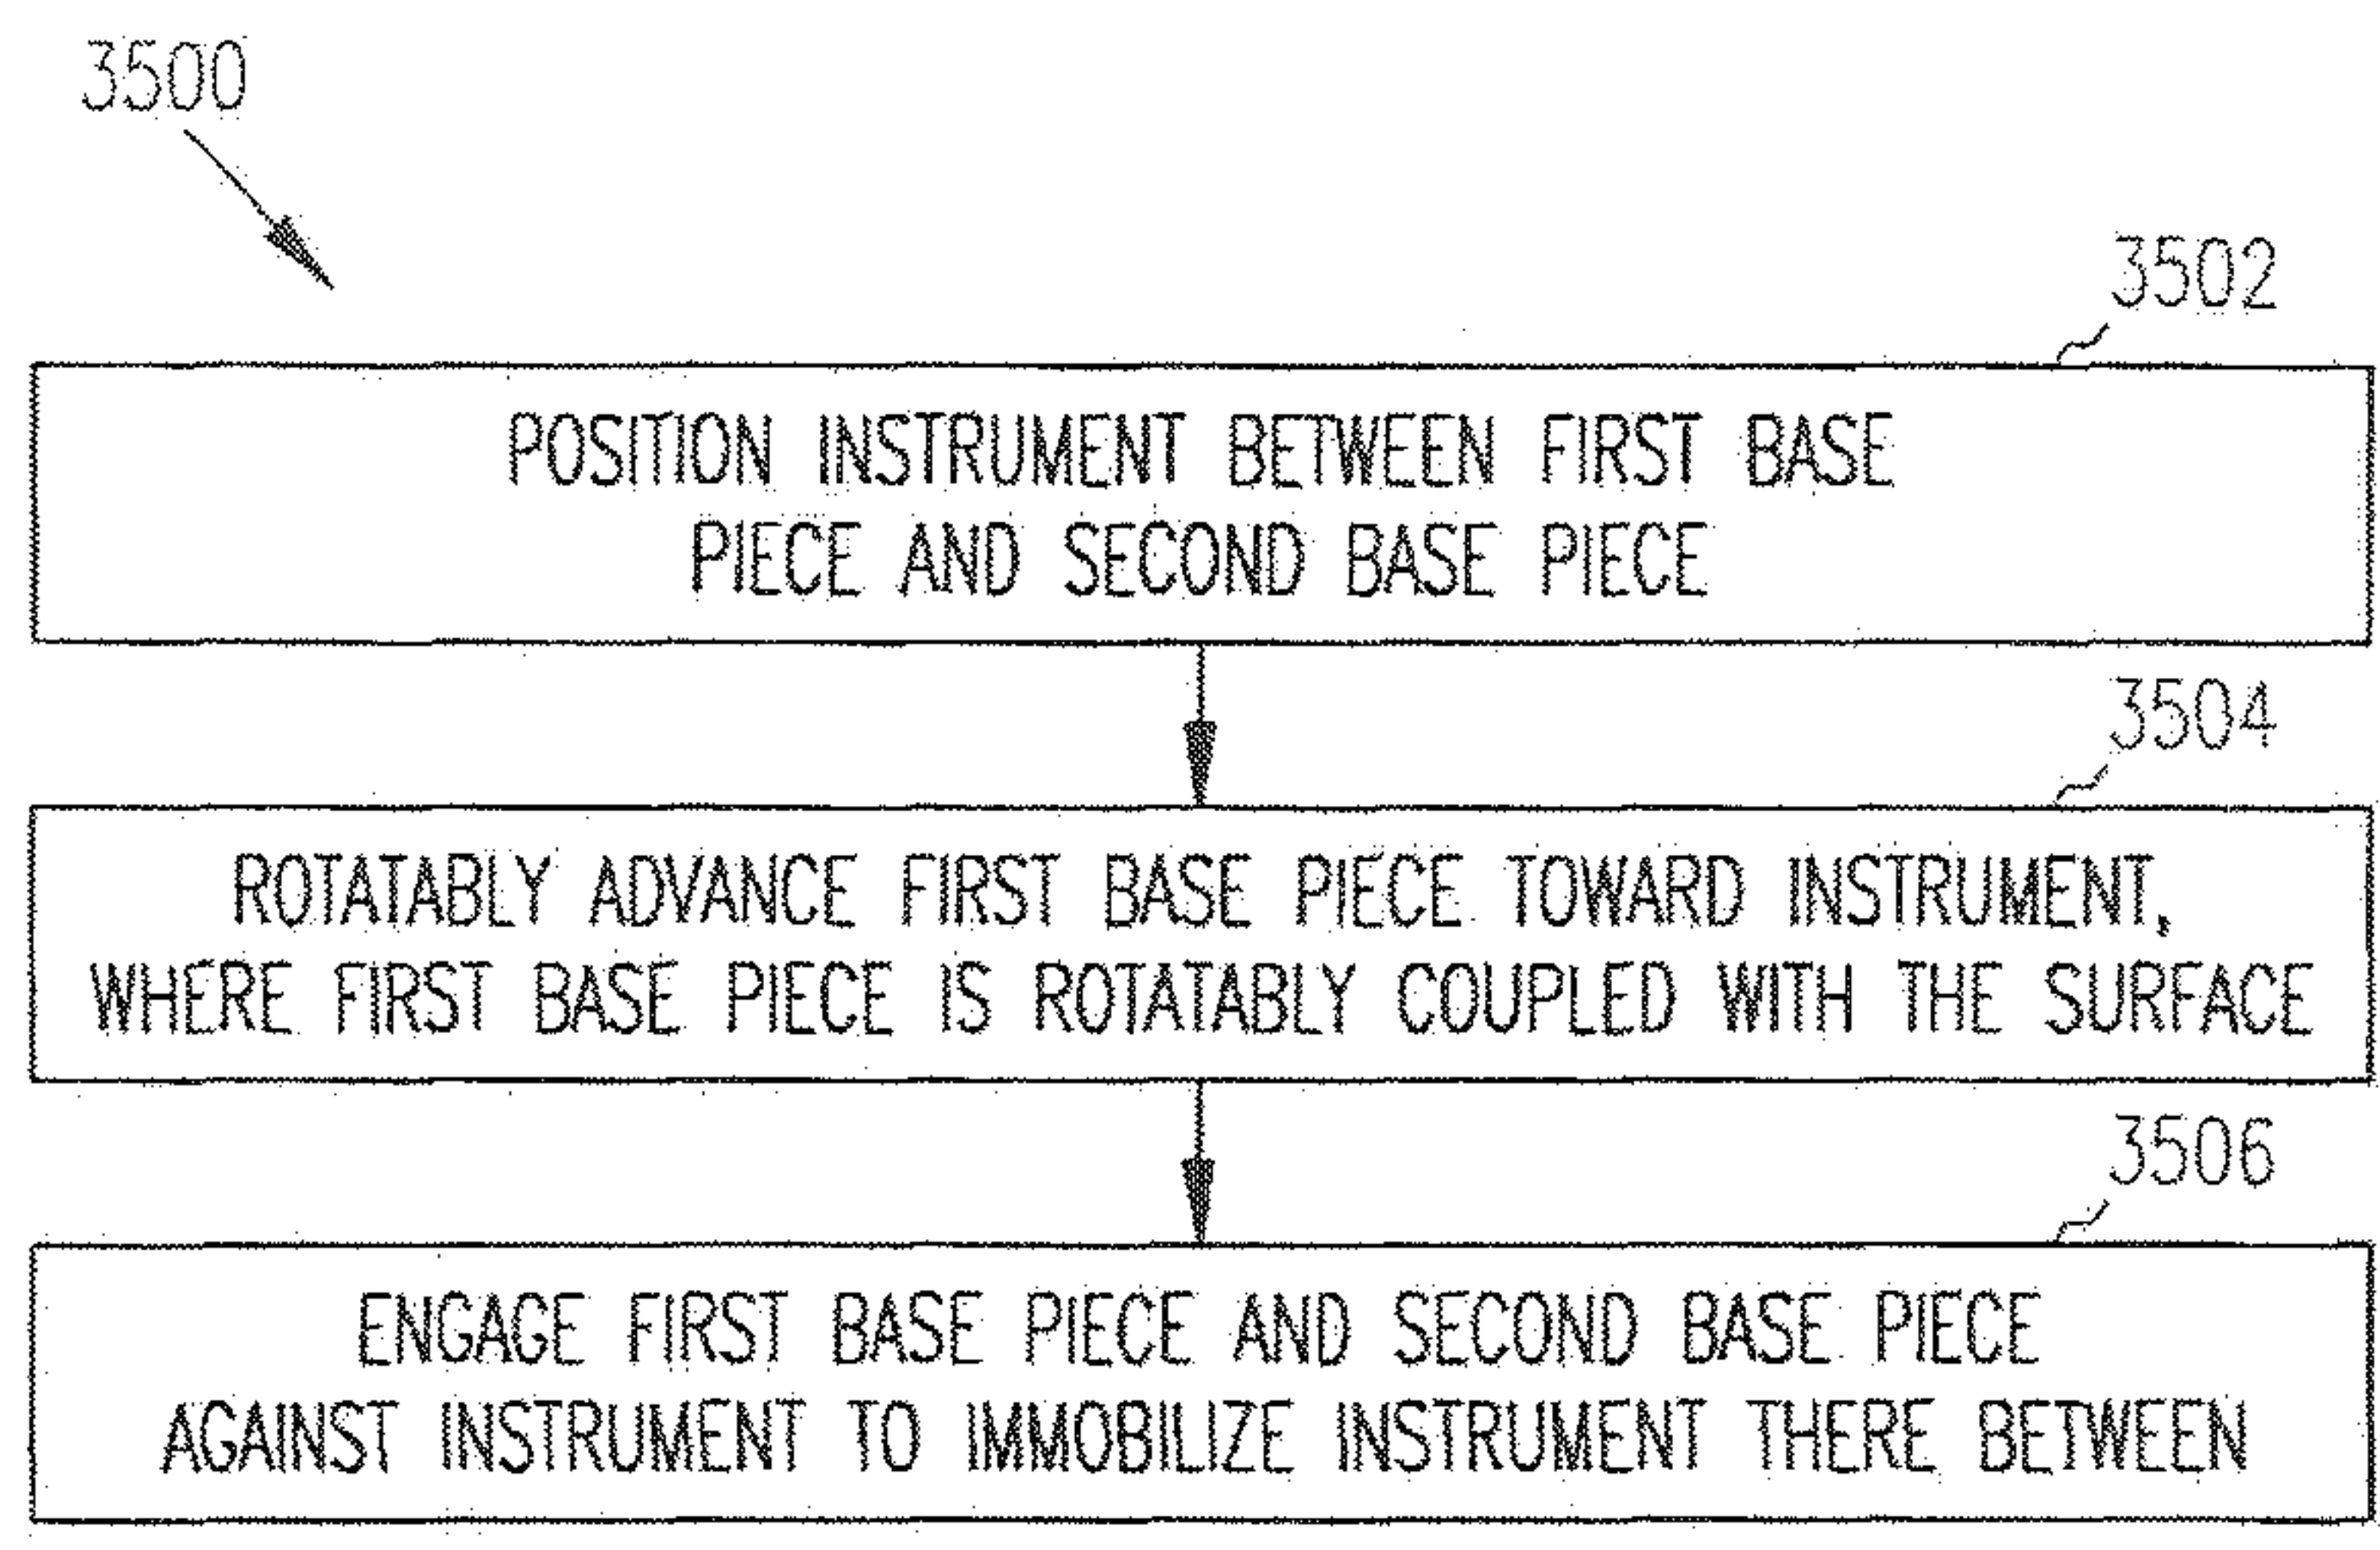 3500
3502
POSITION INSTRUMENT BETWEEN FIRST BASE
PIECE AND SECOND BASE PIECE
3504
ROTATABLY ADVANCE FIRST BASE PIECE TOWARD INSTRUMENT,
WHERE FIRST BASE PIECE IS ROTATABLY COUPLED WITH THE SURFACE
3506
ENGAGE FIRST BASE PIECE AND SECOND BASE PIECE
AGAINST INSTRUMENT TO IMMOBILIZE INSTRUMENT THERE BETWEEN